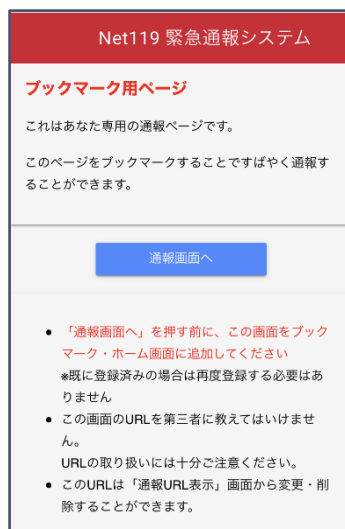 Net119 緊急通報システム
ブックマーク用ページ
これはあなた専用の通報ページです。
このページをブックマークすることですばやく通報す
ることができます。
通報画面へ
• 「通報画面へ」を押す前に、この画面をブック
マーク・ホーム画面に追加してください
※既に登録済みの場合は再度登録する必要はあ
りません
• この画面のURLを第三者に教えてはいけませ
ん。
URLの取り扱いには十分ご注意ください。
• このURLは「通報URL表示」画面から変更・削
除することができます。